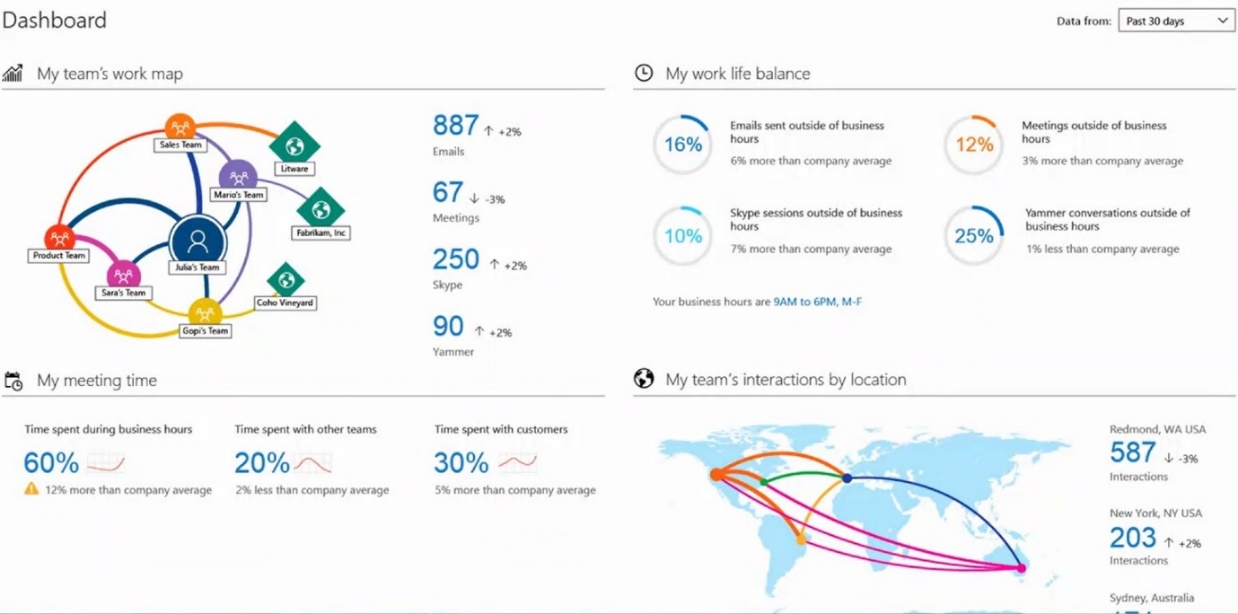 Dashboard
Data from: Past 30 days
My team's work map
Sales Team
Litware
Mario's Team
Fabrikam, Inc
Product Team
Julia's Team
Sara's Team
Coho Vineyard
Gopi's Team
887 ↑ +2%
Emails
67 ↓ -3%
Meetings
250 ↑ +2%
Skype
90 ↑ +2%
Yammer
My work life balance
16%
Emails sent outside of business
hours
6% more than company average
12%
Meetings outside of business
hours
3% more than company average
10%
Skype sessions outside of business
hours
7% more than company average
25%
Yammer conversations outside of
business hours
1% less than company average
Your business hours are 9AM to 6PM, M-F
My meeting time
Time spent during business hours
60%
12% more than company average
Time spent with other teams
20%
2% less than company average
Time spent with customers
30%
5% more than company average
My team's interactions by location
Redmond, WA USA
587 ↓ -3%
Interactions
New York, NY USA
203 ↑ +2%
Interactions
Sydney, Australia